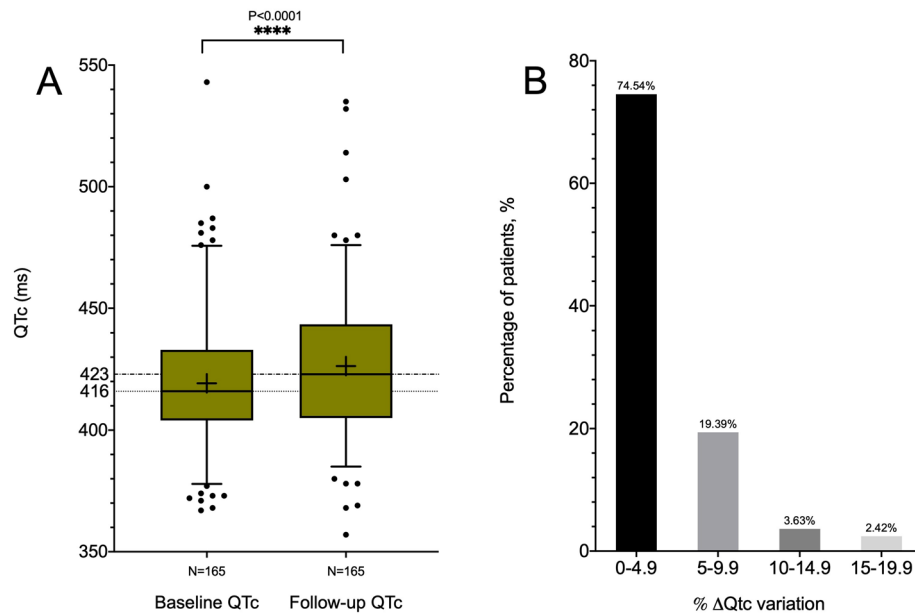 P<0.0001
****
A
550
500
450
423
416
400
350
QTc (ms)
N=165
N=165
Baseline QTc
Follow-up QTc
B
80
60
40
20
0
Percentage of patients, %
74.54%
19.39%
3.63%
2.42%
0-4.9
5-9.9
10-14.9
15-19.9
% ΔQtc variation